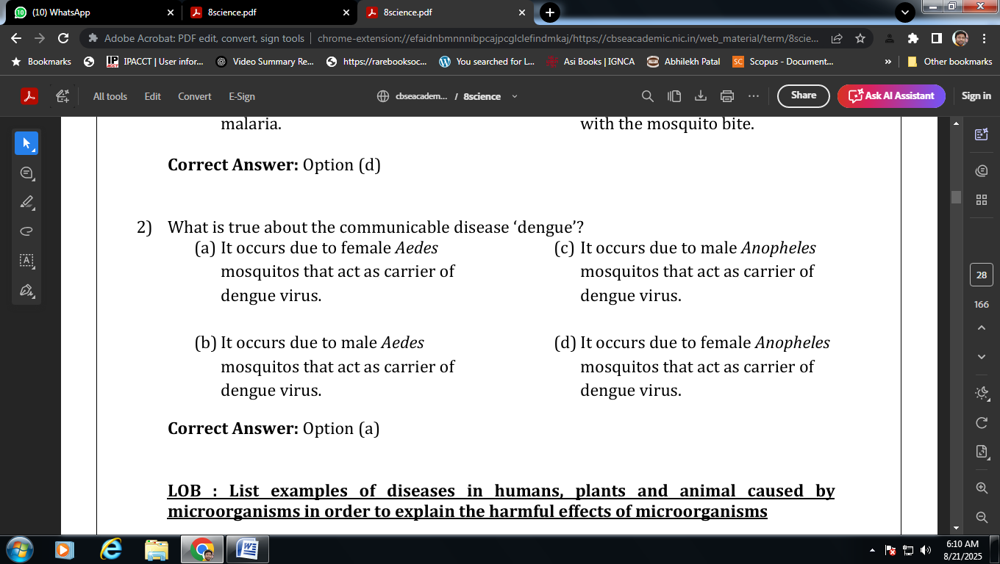 (10) WhatsApp
8science.pdf
8science.pdf
Adobe Acrobat: PDF edit, convert, sign tools | chrome-extension://efaidnbmnnnibpcajpcglclefindmkaj/https://cbseacademic.nic.in/web_material/term/8scie...
Bookmarks
IPACCT | User infor...
Video Summary Re...
https://rarebooksoc...
You searched for L...
Asi Books | IGNCA
Abhilekh Patal
SC Scopus - Document...
»
Other bookmarks
All tools
Edit
Convert
E-Sign
cbseacadem... / 8science
Share
Ask AI Assistant
Sign in
malaria.
with the mosquito bite.
Correct Answer: Option (d)
2) What is true about the communicable disease ‘dengue’?
(a) It occurs due to female Aedes
mosquitos that act as carrier of
dengue virus.
(c) It occurs due to male Anopheles
mosquitos that act as carrier of
dengue virus.
(b) It occurs due to male Aedes
mosquitos that act as carrier of
dengue virus.
(d) It occurs due to female Anopheles
mosquitos that act as carrier of
dengue virus.
Correct Answer: Option (a)
LOB : List examples of diseases in humans, plants and animal caused by
microorganisms in order to explain the harmful effects of microorganisms
28
166
6:10 AM
8/21/2025